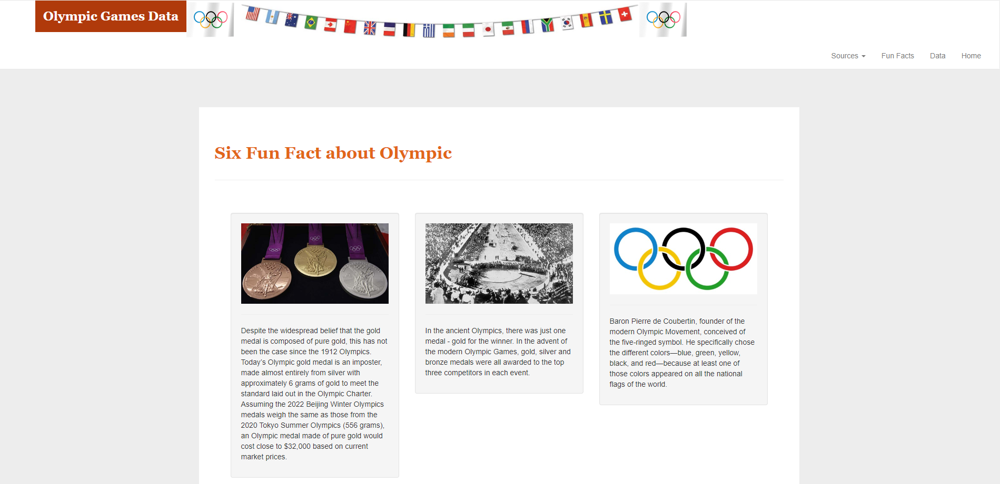 Olympic Games Data
Sources
Fun Facts
Data
Home
Six Fun Fact about Olympic
Despite the widespread belief that the gold
medal is composed of pure gold, this has not
been the case since the 1912 Olympics.
Today’s Olympic gold medal is an imposter,
made almost entirely from silver with
approximately 6 grams of gold to meet the
standard laid out in the Olympic Charter.
Assuming the 2022 Beijing Winter Olympics
medals weigh the same as those from the
2020 Tokyo Summer Olympics (556 grams),
an Olympic medal made of pure gold would
cost close to $32,000 based on current
market prices.
In the ancient Olympics, there was just one
medal - gold for the winner. In the advent of
the modern Olympic Games, gold, silver and
bronze medals were all awarded to the top
three competitors in each event.
Baron Pierre de Coubertin, founder of the
modern Olympic Movement, conceived of
the five-ringed symbol. He specifically chose
the different colors—blue, green, yellow,
black, and red—because at least one of
those colors appeared on all the national
flags of the world.